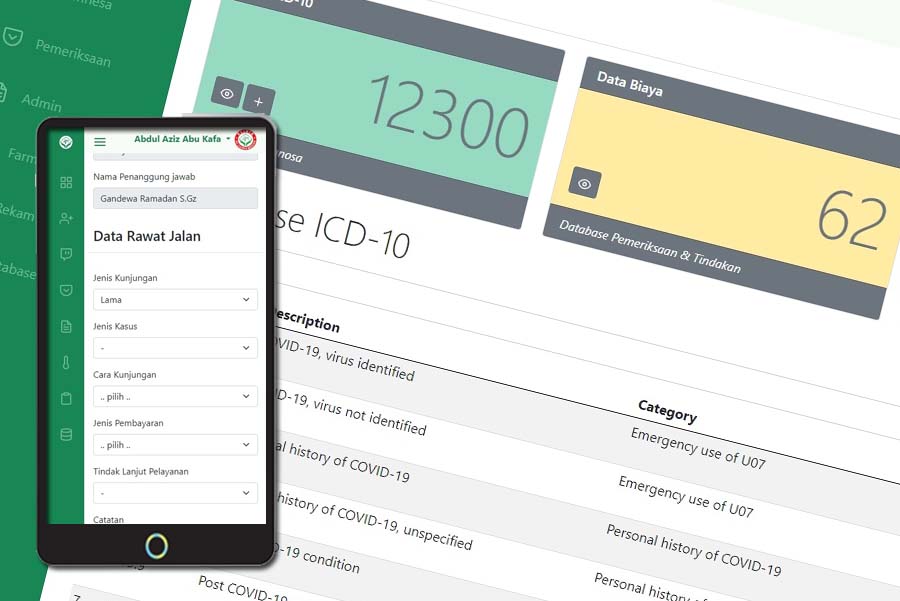 Pemeriksaan
Admin
Farm
Rekam
-10
12300
nosa
Data Biaya
62
Database Pemeriksaan & Tindakan
se ICD-10
escription
Category
OVID-19, virus identified
Emergency use of U07
D-19, virus not identified
Emergency use of U07
al history of COVID-19
Personal history of COVID-19
history of COVID-19, unspecified
Personal history of
-19 condition
Post COVID-19
Abdul Aziz Abu Kafa
Nama Penanggung jawab
Gandewa Ramadan S.Gz
Data Rawat Jalan
Jenis Kunjungan
Lama
Jenis Kasus
-
Cara Kunjungan
.. pilih ..
Jenis Pembayaran
.. pilih ..
Tindak Lanjut Pelayanan
-
Catatan